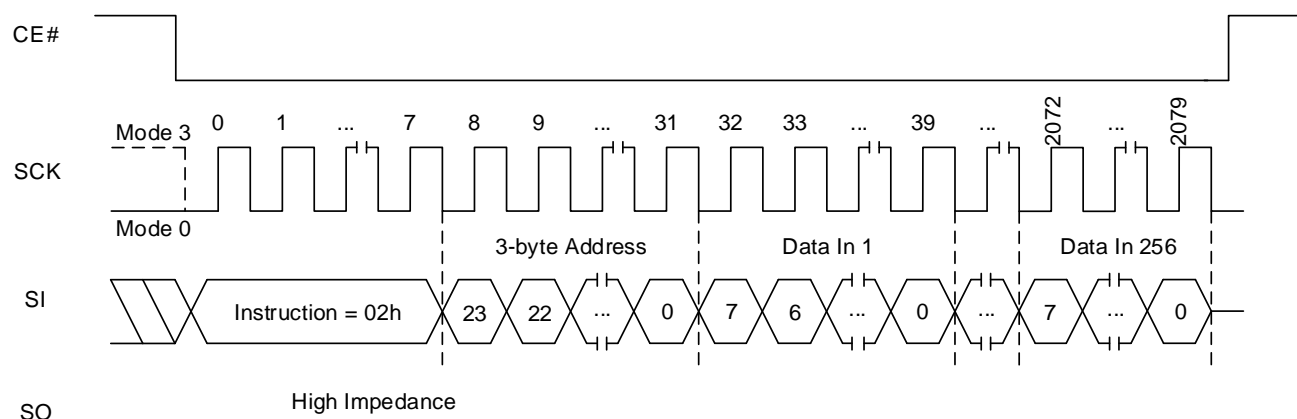 CE#
Mode 3
0 1 ... 7 8 9 ... 31 32 33 ... 39 ... 2072 ... 2079
SCK
Mode 0
3-byte Address Data In 1 Data In 256
SI
Instruction = 02h 23 22 ... 0 7 6 ... 0 ... 7 ... 0
High Impedance
SO